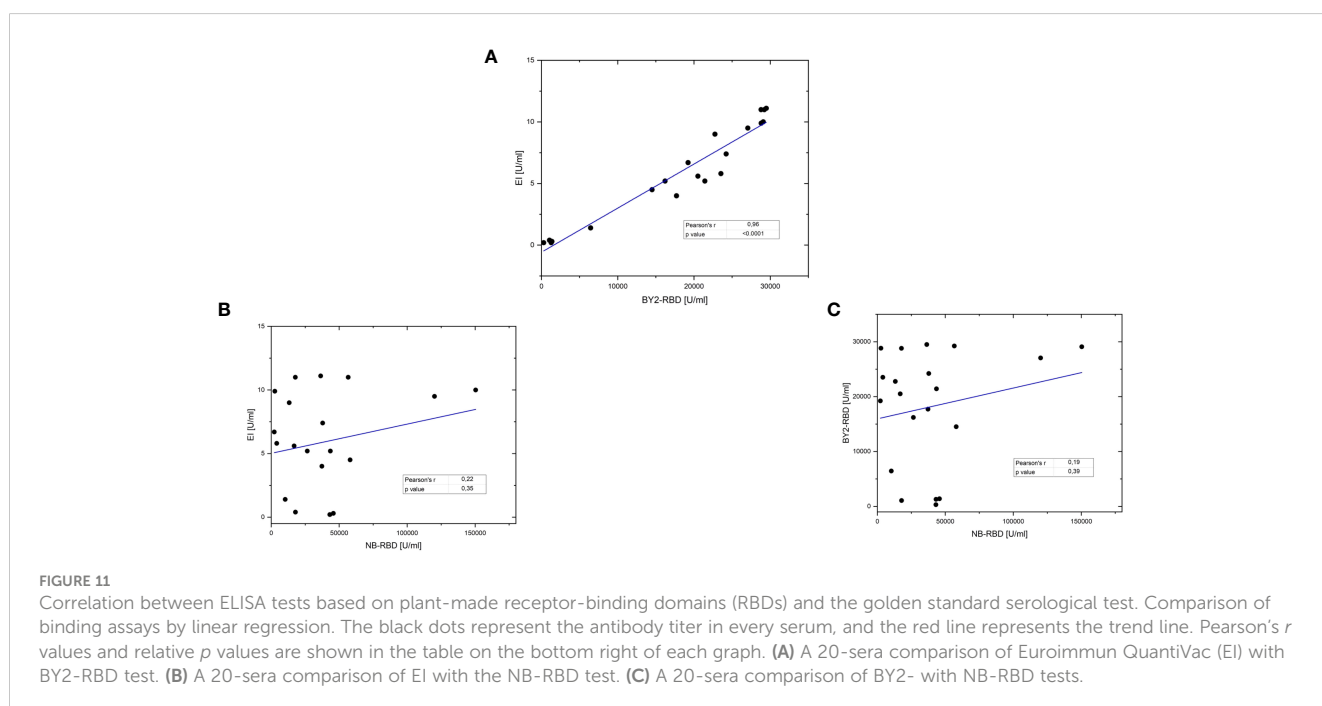 A
15
10
5
0
EI [U/ml]
Pearson's r 0,96
p value <0.0001
0 10000 20000 30000
BY2-RBD [U/ml]
B
15
10
5
0
EI [U/ml]
Pearson's r 0,22
p value 0,35
0 50000 100000 150000
NB-RBD [U/ml]
C
30000
20000
10000
0
BY2-RBD [U/ml]
Pearson's r 0,19
p value 0,39
0 50000 100000 150000
NB-RBD [U/ml]
FIGURE 11
Correlation between ELISA tests based on plant-made receptor-binding domains (RBDs) and the golden standard serological test. Comparison of
binding assays by linear regression. The black dots represent the antibody titer in every serum, and the red line represents the trend line. Pearson's r
values and relative p values are shown in the table on the bottom right of each graph. (A) A 20-sera comparison of Euroimmun QuantiVac (EI) with
BY2-RBD test. (B) A 20-sera comparison of EI with the NB-RBD test. (C) A 20-sera comparison of BY2- with NB-RBD tests.